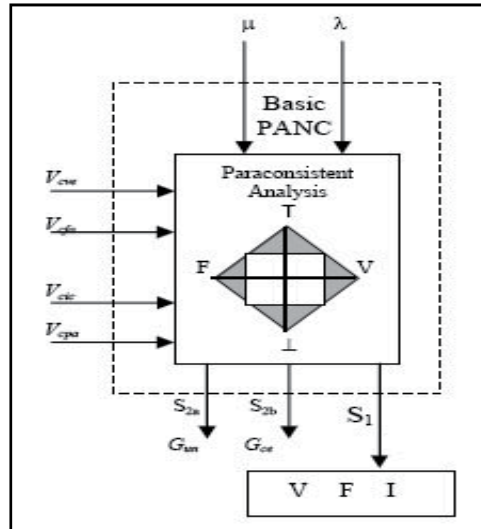 μ λ
Basic
PANC
Paraconsistent
Analysis
T
F V
⊥
V_cve
V_cfa
V_cic
V_cpa
S_2a S_2b S_1
G_un G_ce
V F I